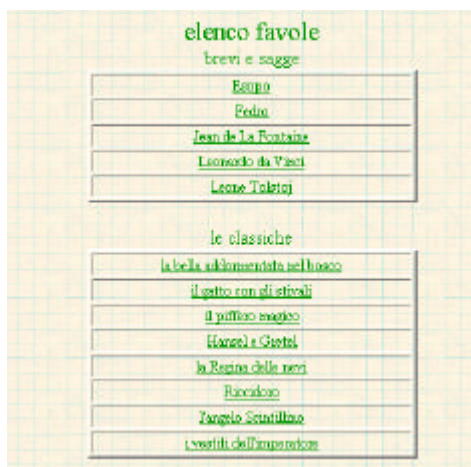 elenco favole
brevi e sagge
Esopo
Fedro
Jean de La Fontaine
Leonardo da Vinci
Leone Tolstoj
le classiche
la bella addormentata nel bosco
il gatto con gli stivali
il piffero magico
Hansel e Gretel
la Regina delle nevi
Riccidoro
l'angelo Scintillino
i vestiti dell'imperatore